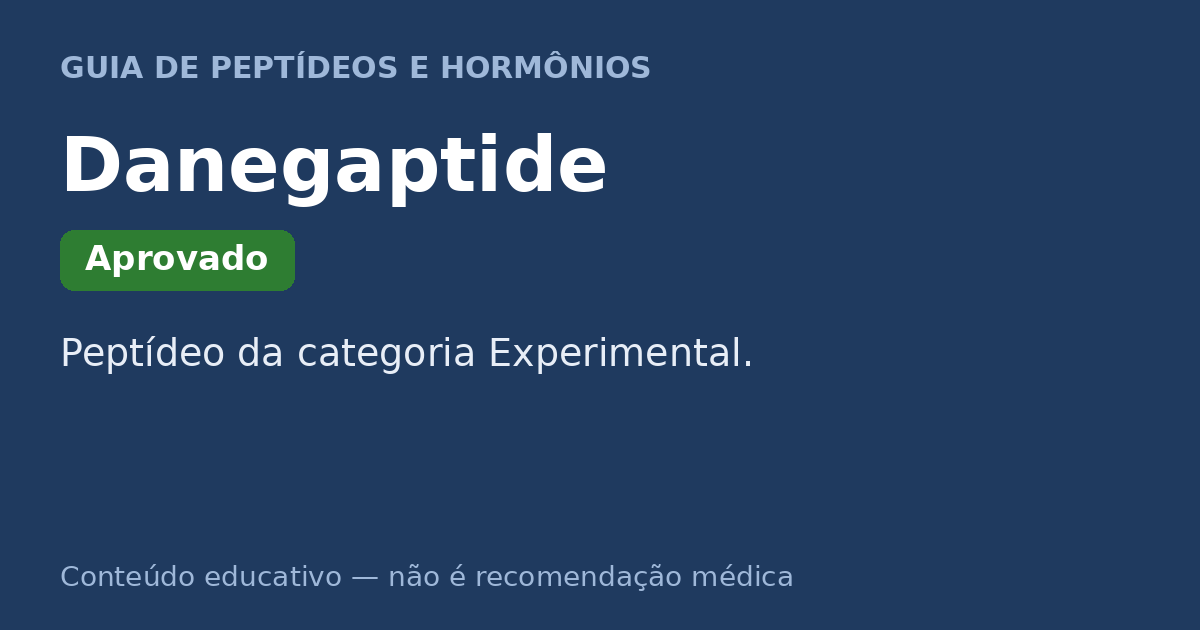 GUIA DE PEPTÍDEOS E HORMÔNIOS
Danegaptide
Aprovado
Peptídeo da categoria Experimental.
Conteúdo educativo — não é recomendação médica